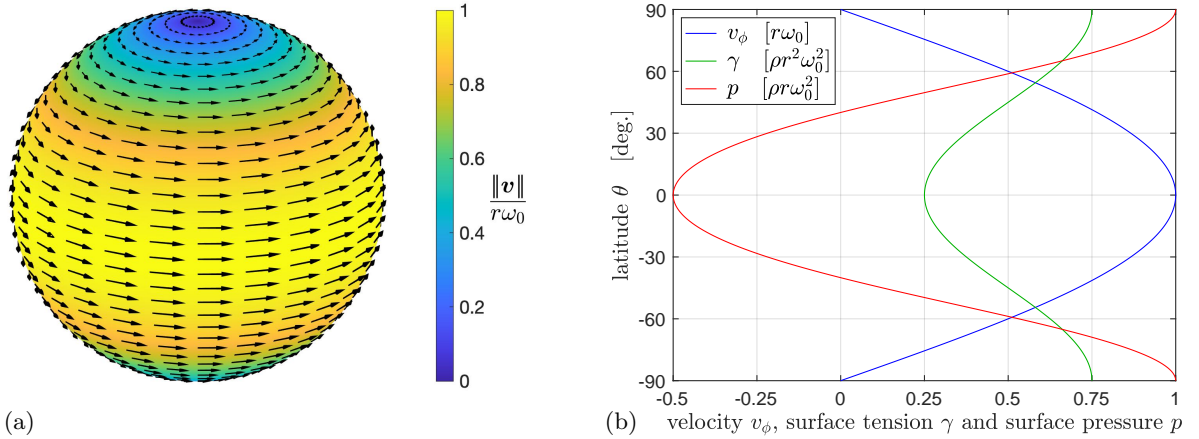 1
0.8
0.6
0.4
0.2
0
‖v‖
rω₀
(a)
90
60
30
0
-30
-60
-90
latitude θ [deg.]
v_ϕ [rω₀]
γ [ρr²ω₀²]
p [ρrω₀²]
-0.5 -0.25 0 0.25 0.5 0.75 1
(b) velocity v_ϕ, surface tension γ and surface pressure p